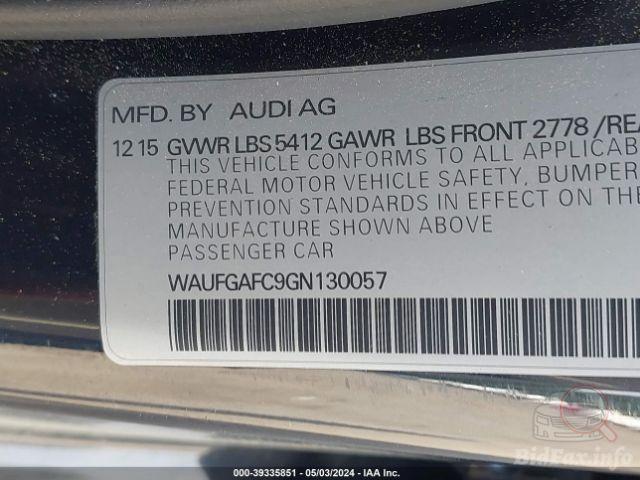 MFD. BY AUDI AG
12 15 GVWR LBS 5412 GAWR LBS FRONT 2778 /REA
THIS VEHICLE CONFORMS TO ALL APPLICAB
FEDERAL MOTOR VEHICLE SAFETY, BUMPER
PREVENTION STANDARDS IN EFFECT ON THE
MANUFACTURE SHOWN ABOVE
PASSENGER CAR
WAUFGAFC9GN130057
BidFax.info
COPART - 39335851 - 05/03/2024 - IAA Inc.